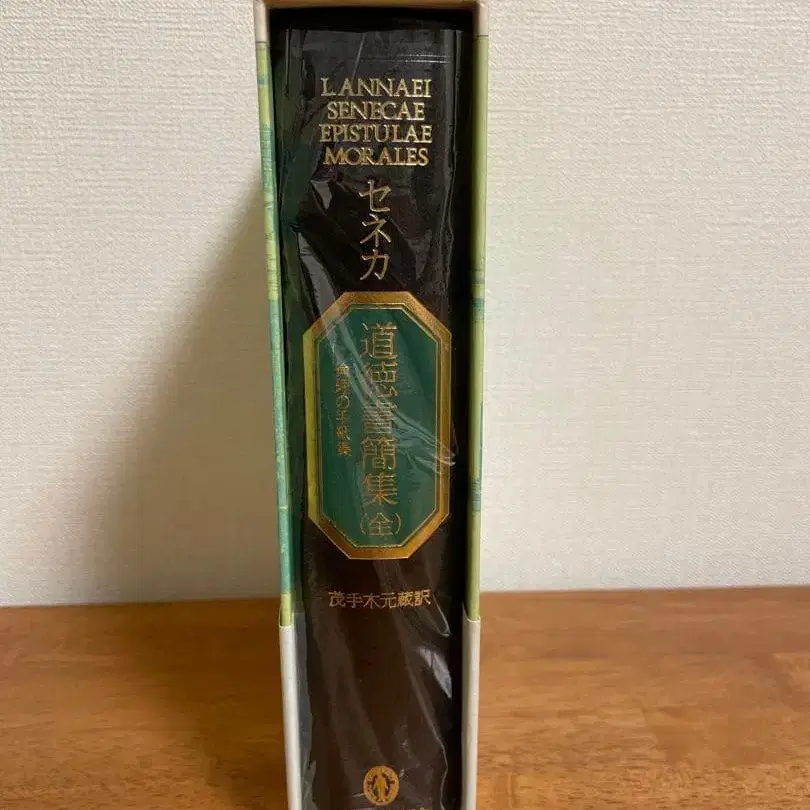 L. ANNAEI
SENECAE
EPISTULAE
MORALES
セネカ
道徳書簡集(全)
倫理の手紙集
茂手木元蔵訳